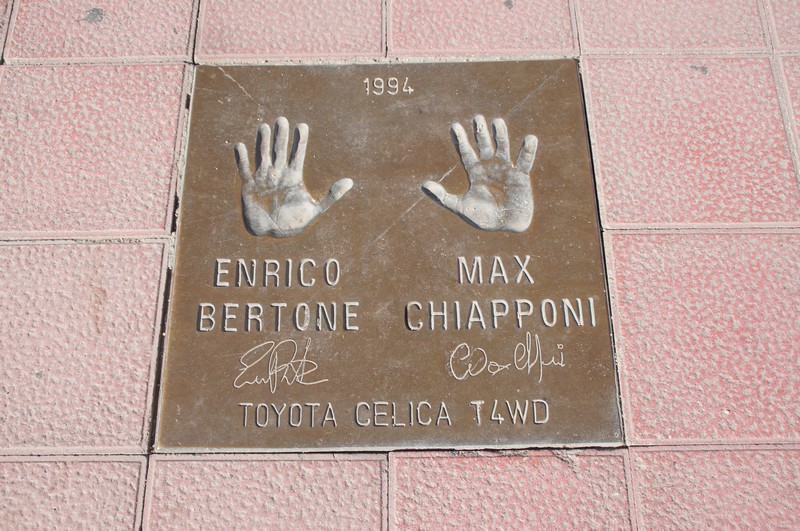 1994
ENRICO MAX
BERTONE CHIAPPONI
TOYOTA CELICA T4WD